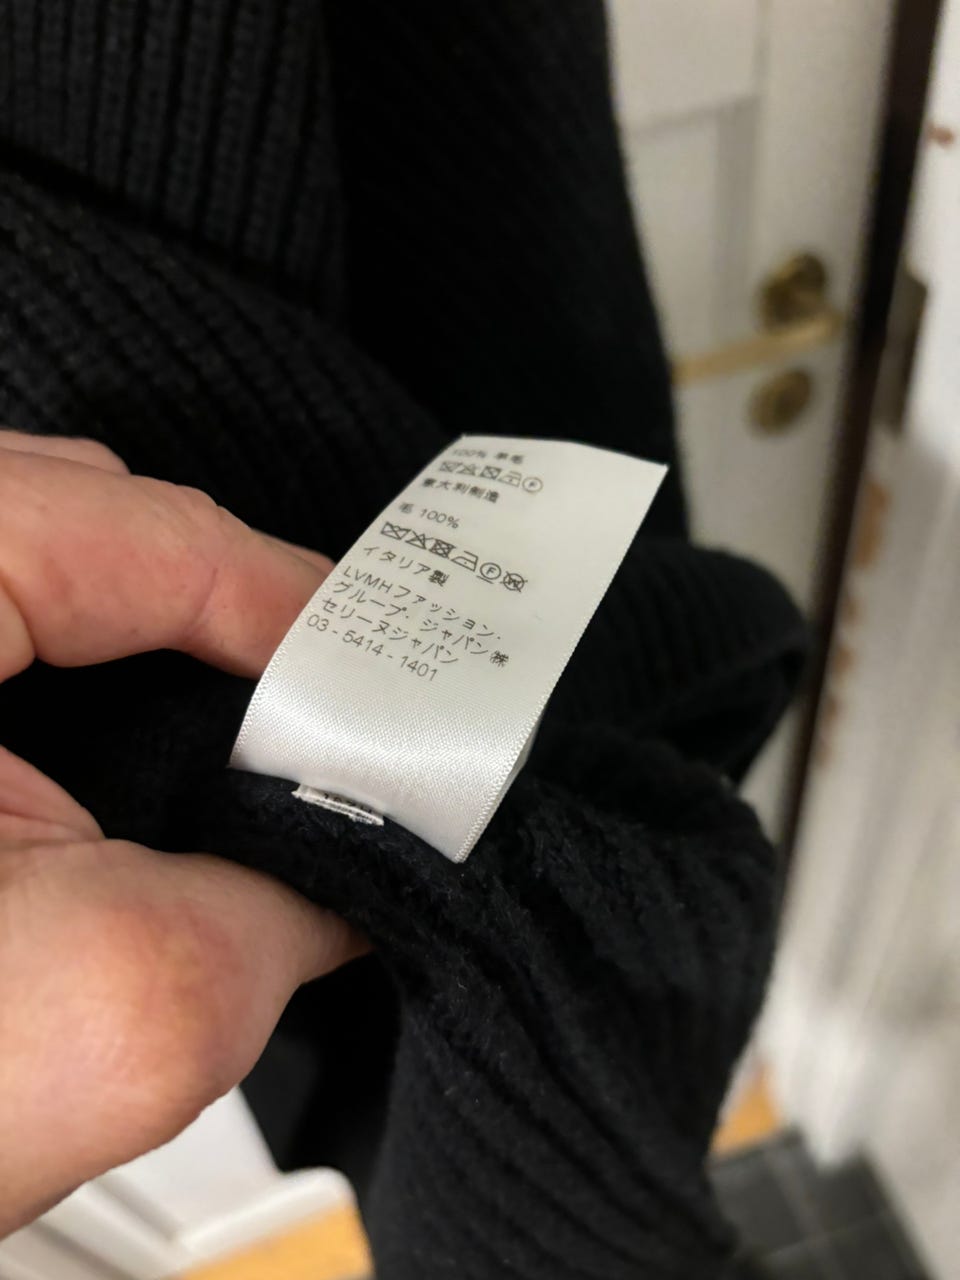 100% 羊毛
F
意大利制造
毛 100%
F W
イタリア製
LVMHファッション・
グループ・ジャパン㈱
セリーヌジャパン
03-5414-1401